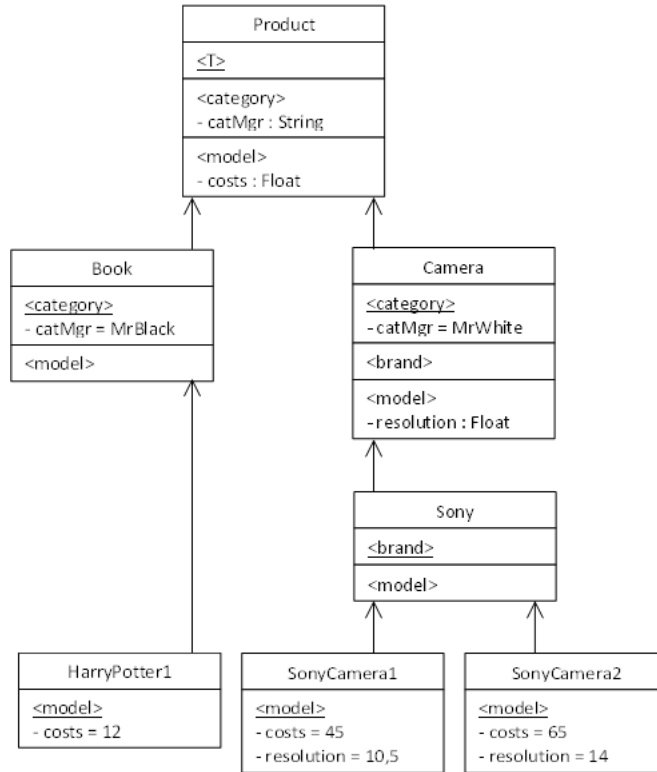 Product
<T>
<category>
- catMgr : String
<model>
- costs : Float
Book
<category>
- catMgr = MrBlack
<model>
Camera
<category>
- catMgr = MrWhite
<brand>
<model>
- resolution : Float
Sony
<brand>
<model>
HarryPotter1
<model>
- costs = 12
SonyCamera1
<model>
- costs = 45
- resolution = 10,5
SonyCamera2
<model>
- costs = 65
- resolution = 14